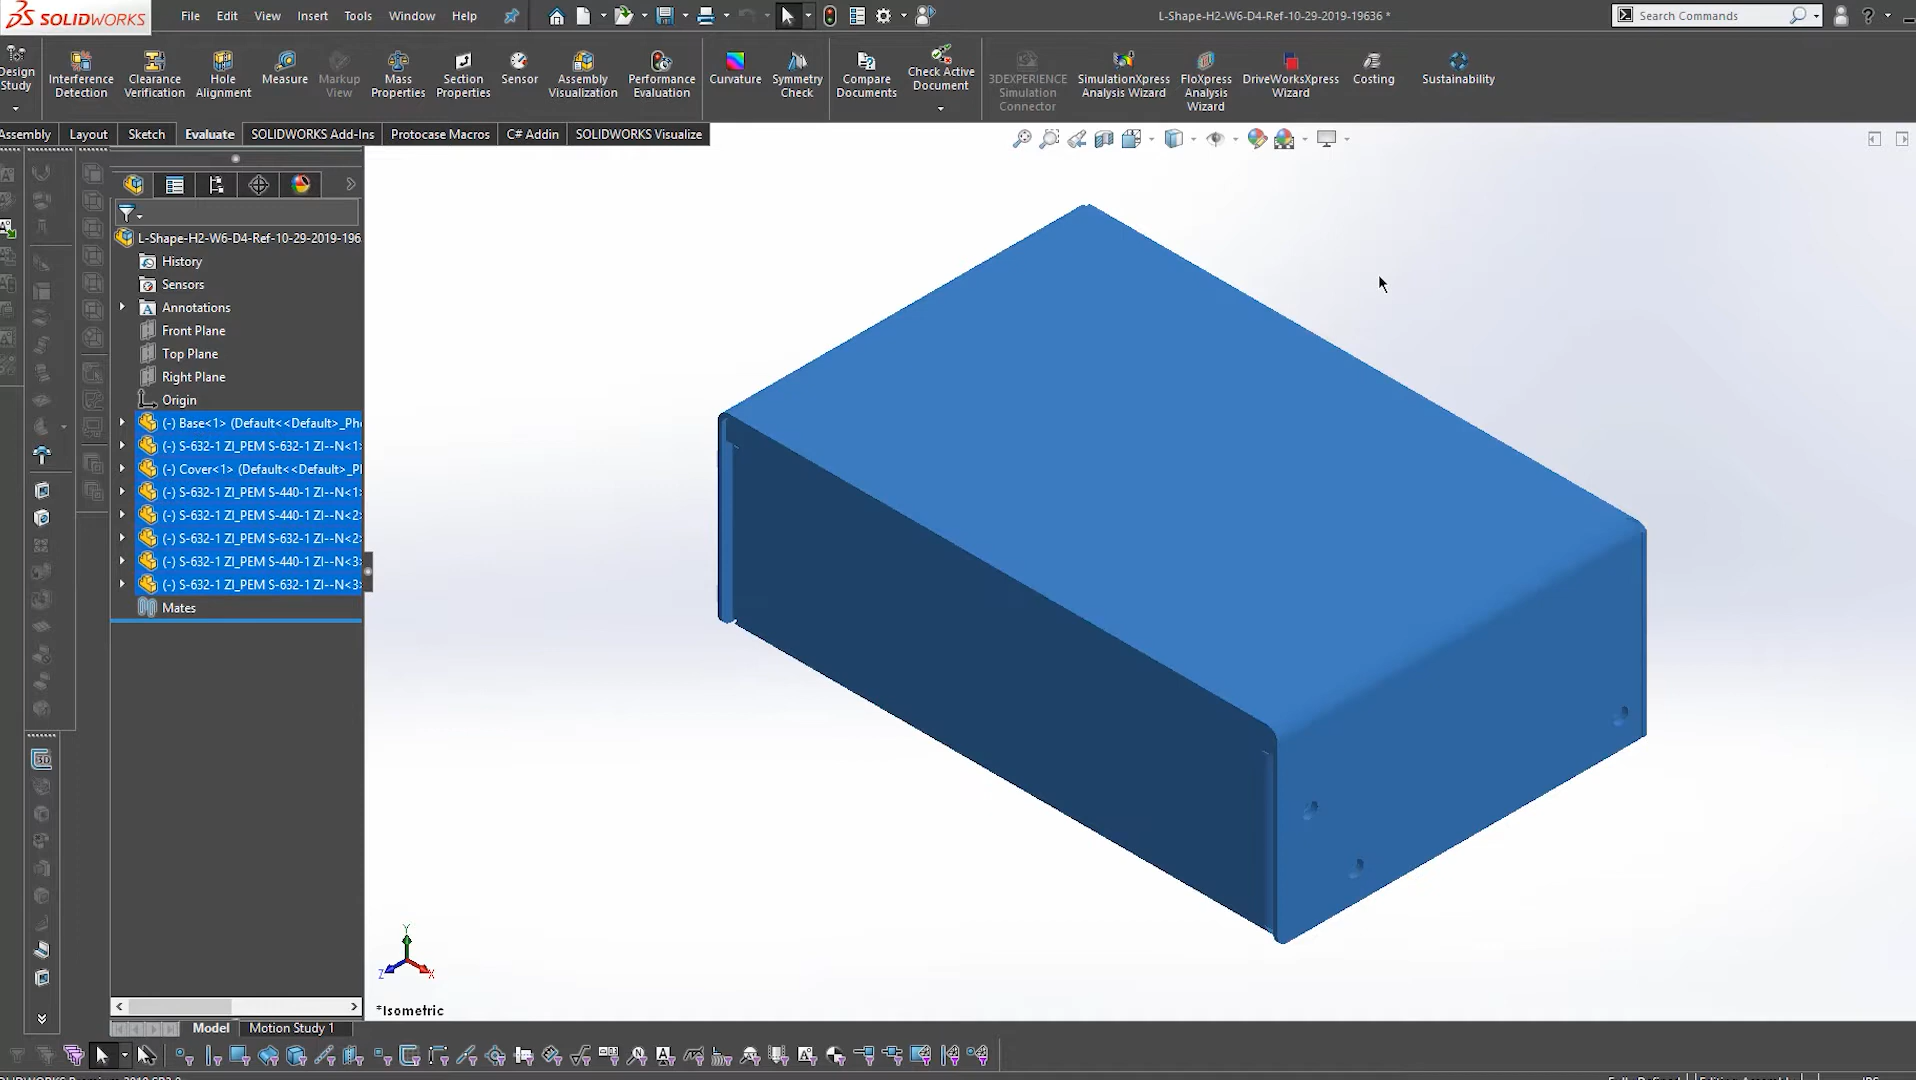 SOLIDWORKS File Edit View Insert Tools Window Help L-Shape-H2-W6-D4-Ref-10-29-2019-19636 * Search Commands ?
Design Study
Interference Detection
Clearance Verification
Hole Alignment
Measure
Markup View
Mass Properties
Section Properties
Sensor
Assembly Visualization
Performance Evaluation
Curvature
Symmetry Check
Compare Documents
Check Active Document
3DEXPERIENCE Simulation Connector
SimulationXpress Analysis Wizard
FloXpress Analysis Wizard
DriveWorksXpress Wizard
Costing
Sustainability
Assembly Layout Sketch Evaluate SOLIDWORKS Add-Ins Protocase Macros C# Addin SOLIDWORKS Visualize
L-Shape-H2-W6-D4-Ref-10-29-2019-196
History
Sensors
Annotations
Front Plane
Top Plane
Right Plane
Origin
(-) Base<1> (Default<<Default>_Pho
(-) S-632-1 ZI_PEM S-632-1 ZI--N<1>
(-) Cover<1> (Default<<Default>_Pl
(-) S-632-1 ZI_PEM S-440-1 ZI--N<1>
(-) S-632-1 ZI_PEM S-440-1 ZI--N<2>
(-) S-632-1 ZI_PEM S-632-1 ZI--N<2>
(-) S-632-1 ZI_PEM S-440-1 ZI--N<3>
(-) S-632-1 ZI_PEM S-632-1 ZI--N<3>
Mates
Y
Z X
*Isometric
Model Motion Study 1